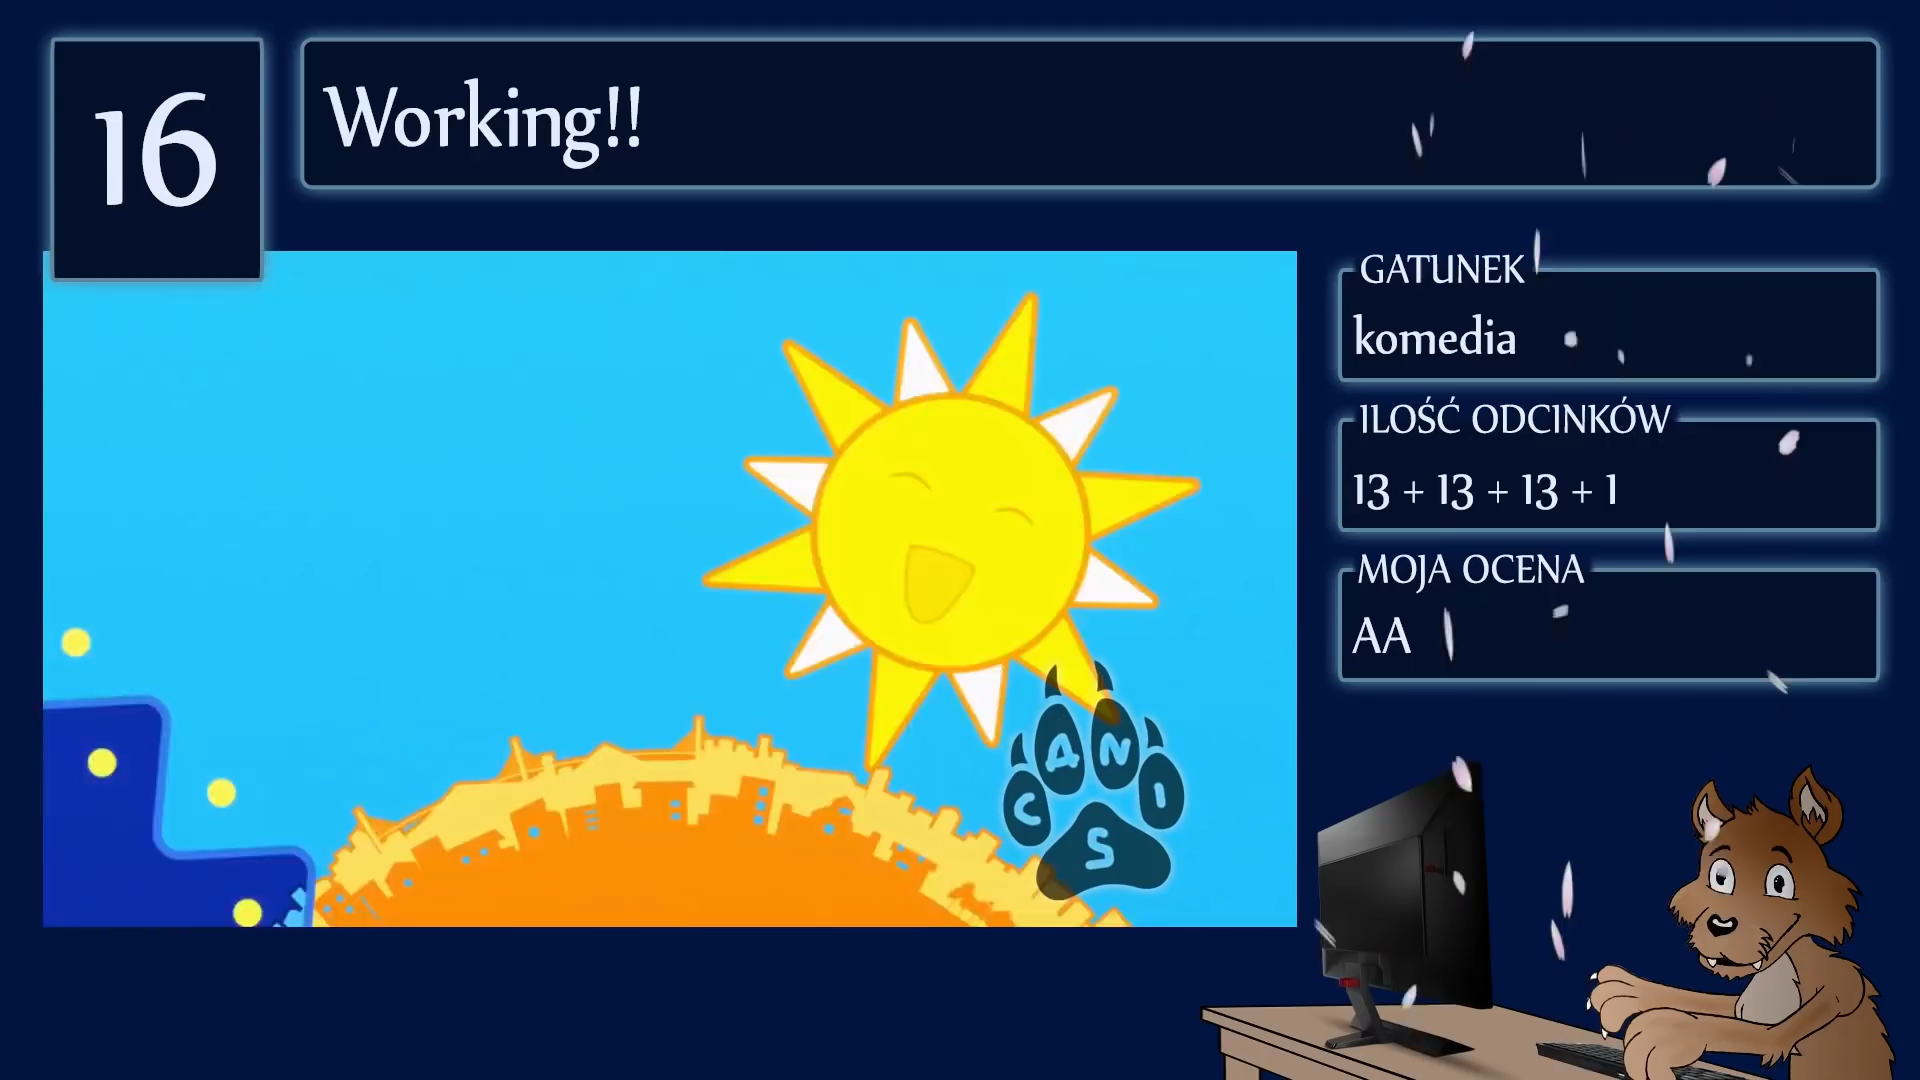 16
Working!!
GATUNEK
komedia
ILOŚĆ ODCINKÓW
13 + 13 + 13 + 1
MOJA OCENA
AA
CANIS